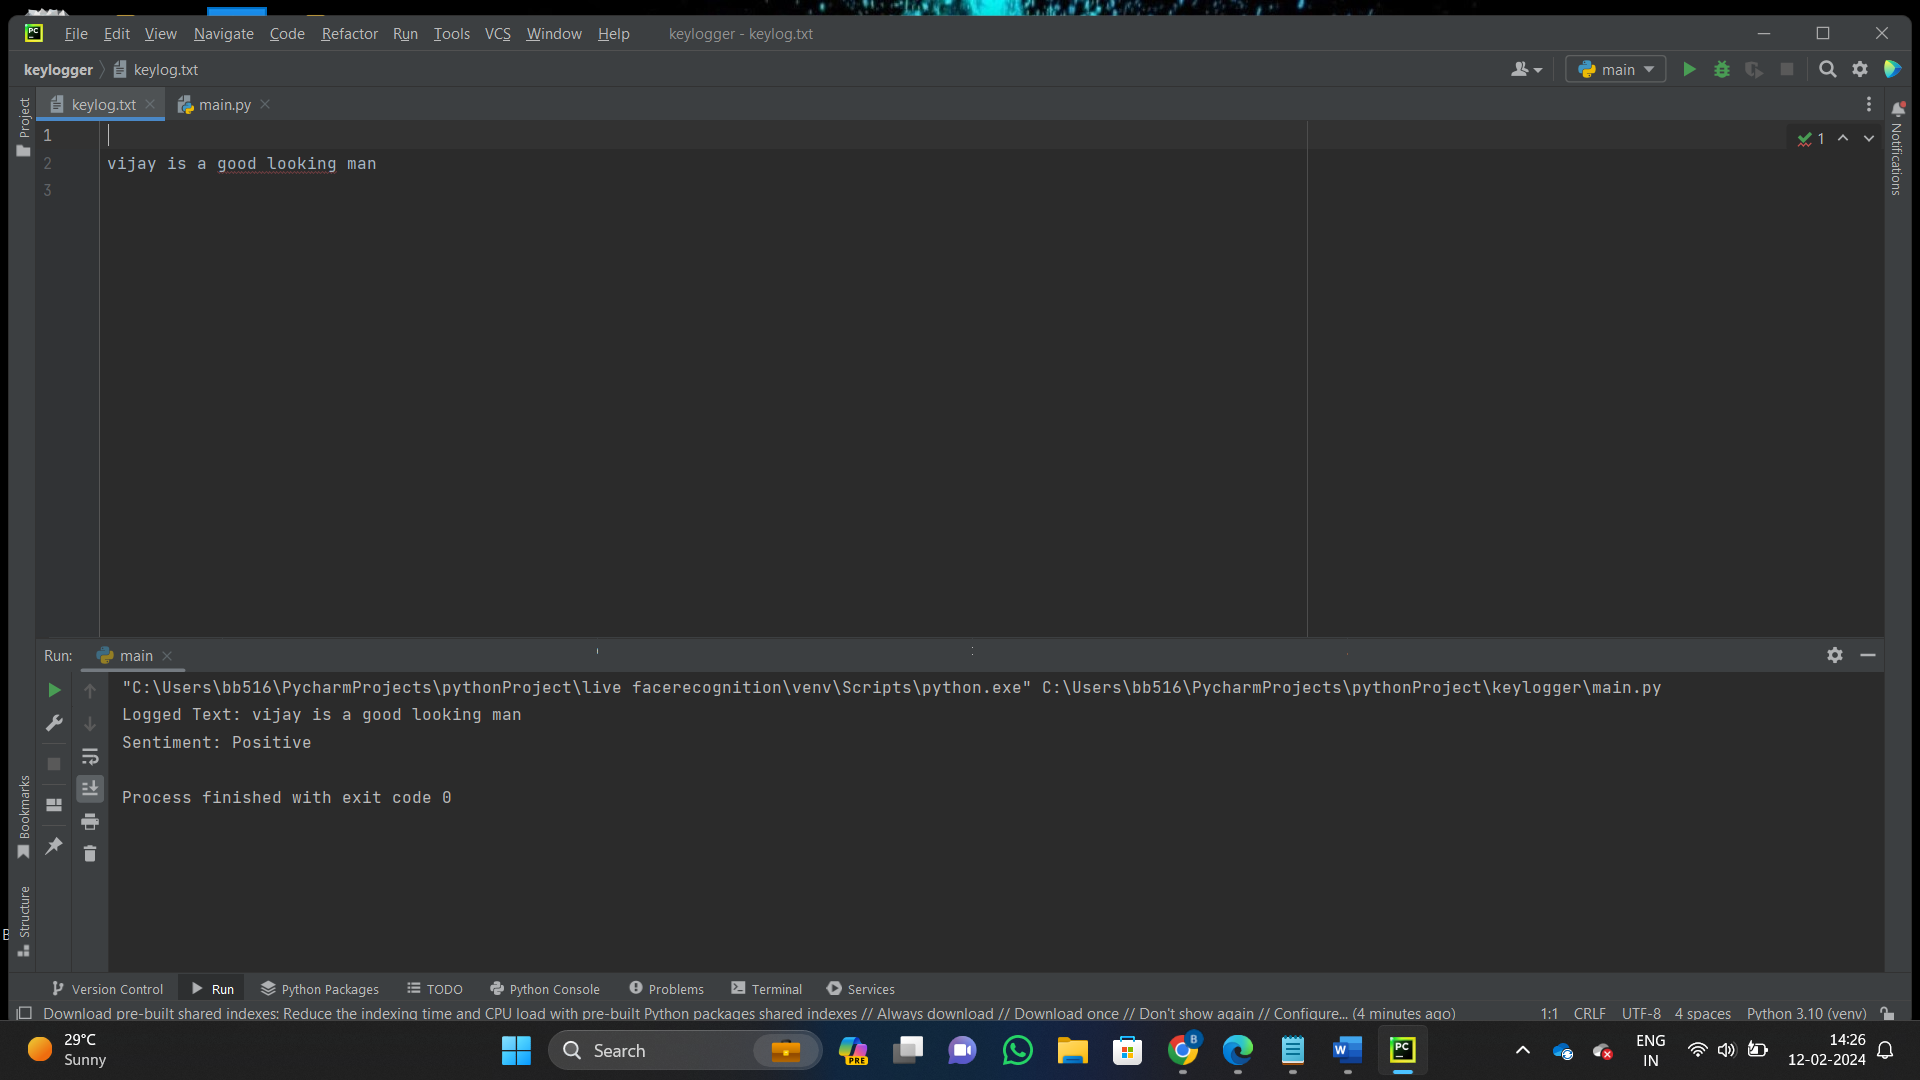 File Edit View Navigate Code Refactor Run Tools VCS Window Help keylogger - keylog.txt
keylogger keylog.txt main
Project keylog.txt main.py
1 1
2 vijay is a good looking man
3
Notifications
Run: main
"C:\Users\bb516\PycharmProjects\pythonProject\live facerecognition\venv\Scripts\python.exe" C:\Users\bb516\PycharmProjects\pythonProject\keylogger\main.py
Logged Text: vijay is a good looking man
Sentiment: Positive
Process finished with exit code 0
Bookmarks
Structure
B
Version Control Run Python Packages TODO Python Console Problems Terminal Services
Download pre-built shared indexes: Reduce the indexing time and CPU load with pre-built Python packages shared indexes // Always download // Download once // Don't show again // Configure... (4 minutes ago) 1:1 CRLF UTF-8 4 spaces Python 3.10 (venv)
29°C
Sunny
Search
PRE
B
PC
ENG
IN
14:26
12-02-2024